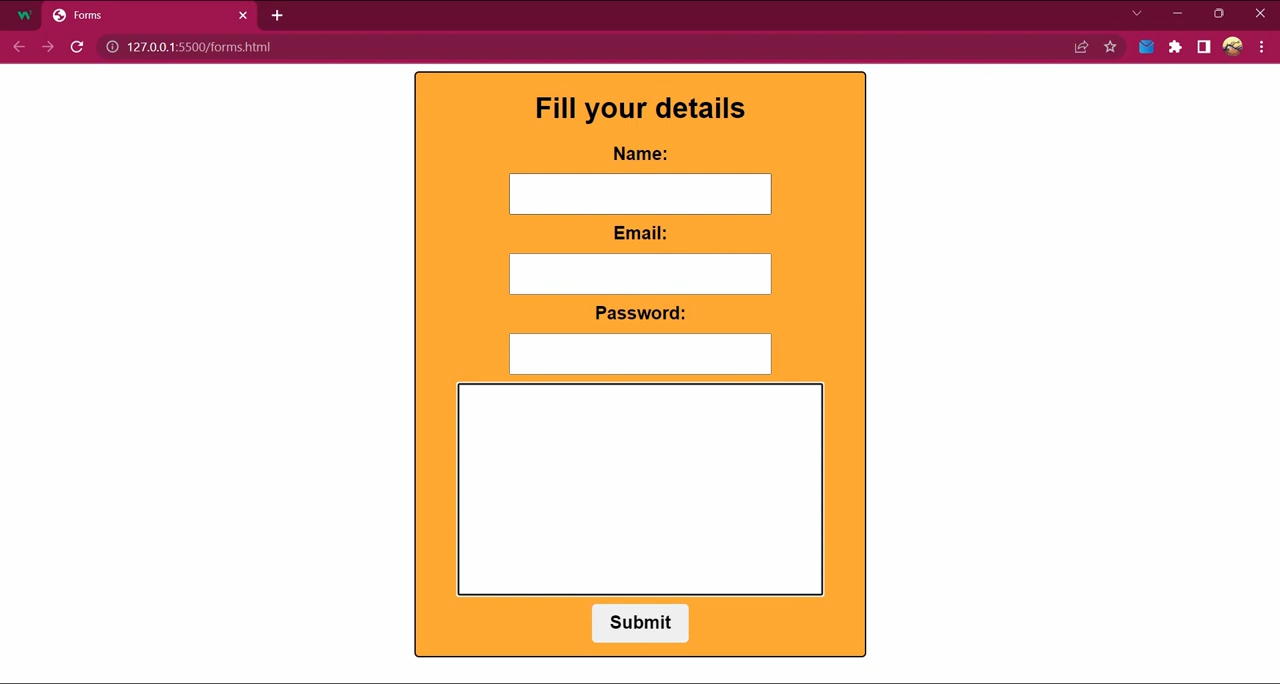 Forms
127.0.0.1:5500/forms.html
Fill your details
Name:
Email:
Password:
Submit